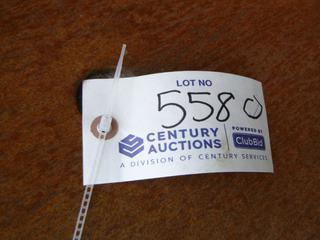 LOT NO
5580
CENTURY
AUCTIONS
POWERED BY
ClubBid
A DIVISION OF CENTURY SERVICES